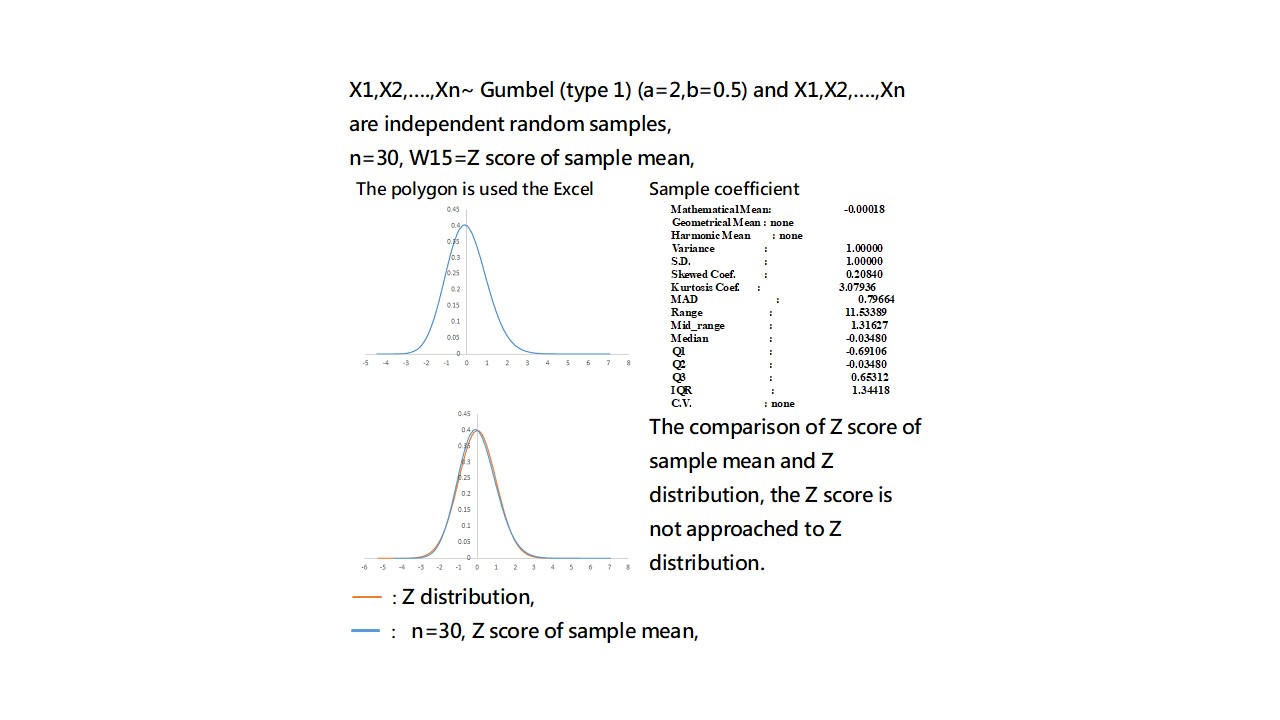 X1,X2,....,Xn~ Gumbel (type 1) (a=2,b=0.5) and X1,X2,....,Xn
are independent random samples,
n=30, W15=Z score of sample mean,
The polygon is used the Excel
0.45
0.4
0.35
0.3
0.25
0.2
0.15
0.1
0.05
0
-5 -4 -3 -2 -1 0 1 2 3 4 5 6 7 8
Sample coefficient
Mathematical Mean: -0.00018
Geometrical Mean : none
Harmonic Mean : none
Variance : 1.00000
S.D. : 1.00000
Skewed Coef. : 0.20840
Kurtosis Coef. : 3.07936
MAD : 0.79664
Range : 11.53389
Mid_range : 1.31627
Median : -0.03480
Q1 : -0.69106
Q2 : -0.03480
Q3 : 0.65312
IQR : 1.34418
C.V. : none
0.45
0.4
0.35
0.3
0.25
0.2
0.15
0.1
0.05
0
-6 -5 -4 -3 -2 -1 0 1 2 3 4 5 6 7 8
The comparison of Z score of
sample mean and Z
distribution, the Z score is
not approached to Z
distribution.
: Z distribution,
: n=30, Z score of sample mean,